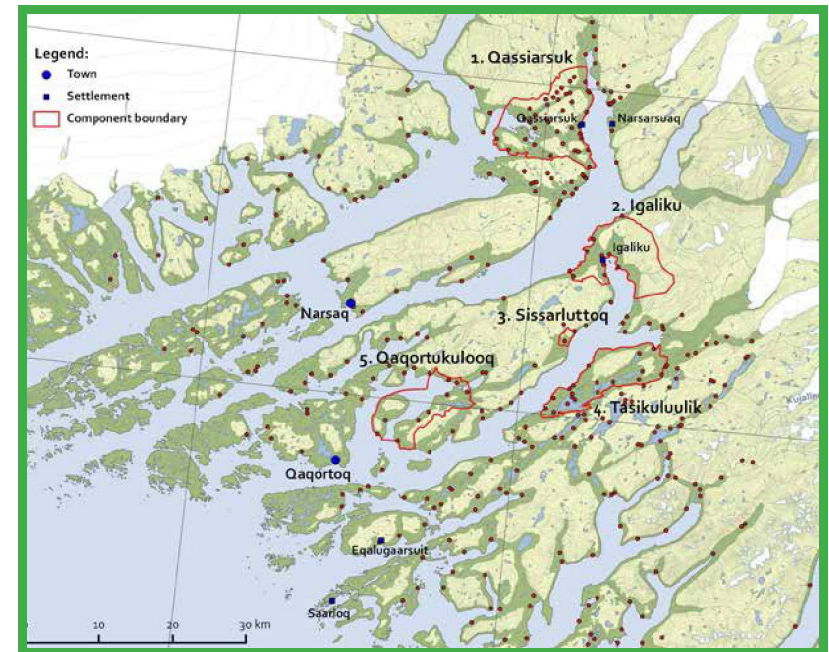 Legend:
Town
Settlement
Component boundary
1. Qassiarsuk
Qassiarsuk
Narsarsuaq
2. Igaliku
Igaliku
3. Sissarluttoq
Narsaq
5. Qaqortukulooq
4. Tasikuluulik
Qaqortoq
Eqalugaarsuit
Saarloq
10
20
30 km